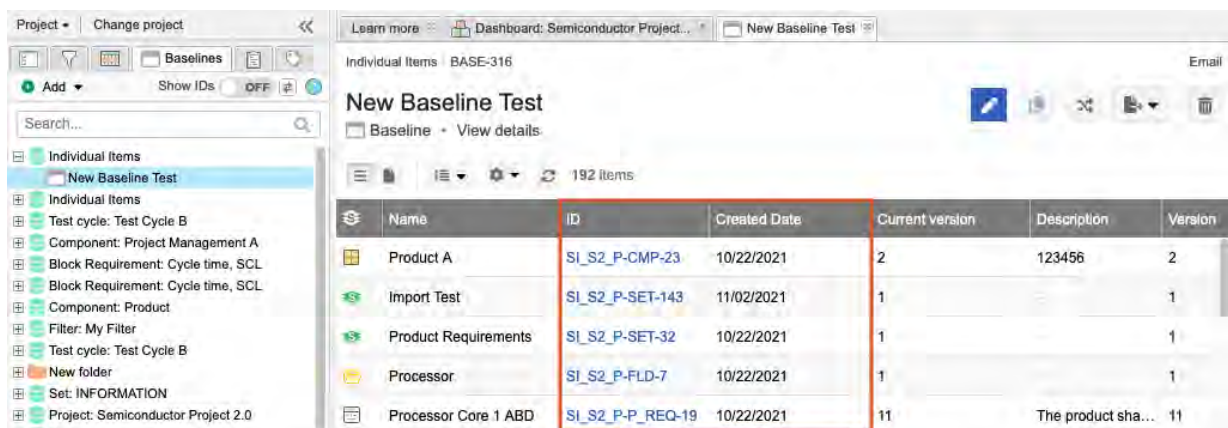 Project
Change project
Baselines
Add
Show IDs OFF
Search...
Individual Items
New Baseline Test
Individual Items
Test cycle: Test Cycle B
Component: Project Management A
Block Requirement: Cycle time, SCL
Block Requirement: Cycle time, SCL
Component: Product
Filter: My Filter
Test cycle: Test Cycle B
New folder
Set: INFORMATION
Project: Semiconductor Project 2.0
Learn more Dashboard: Semiconductor Project... New Baseline Test
Individual Items BASE-316 Email
New Baseline Test
Baseline • View details
192 items
Name ID Created Date Current version Description Version
Product A SI_S2_P-CMP-23 10/22/2021 2 123456 2
Import Test SI_S2_P-SET-143 11/02/2021 1 1
Product Requirements SI_S2_P-SET-32 10/22/2021 1 1
Processor SI_S2_P-FLD-7 10/22/2021 1 1
Processor Core 1 ABD SI_S2_P-P_REQ-19 10/22/2021 11 The product sha... 11